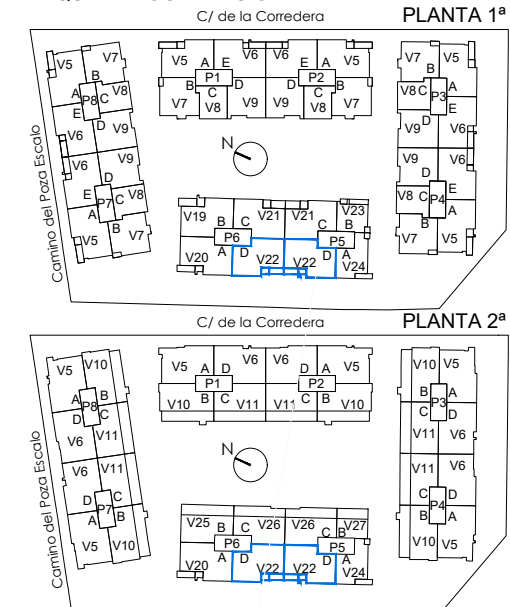 C/ de la Corredera PLANTA 1ª
V5 V7 V5 A E V6 V6 E A V5 V7 V5
B P1 P2 B
A P8 C V8 B D D B V8 C P3 A
E D V7 C V8 V9 V9 C V8 V7 D E
V6 V9 V9 V6
V6 V9 N V9 V6
D D
E P7 C V8 V19 V21 V21 V23 V8 C P4 E
A B B C C B B A
V5 V7 P6 P5 V7 V5
V20 A D D A
V22 V22 V24
Camino del Poza Escalo
C/ de la Corredera PLANTA 2ª
V5 V10 V5 A D V6 V6 D A V5 V10 V5
P1 P2
B P8 A V10 B C V11 V11 C B V10 B P3 A
D C C D
V6 V11 V11 V6
V6 V11 N V11 V6
D C C D
P7 V25 B C V26 V26 V27 P4
A B C B B A
V5 V10 P6 P5 V10 V5
V20 A D D A
V22 V22 V24
Camino del Poza Escalo